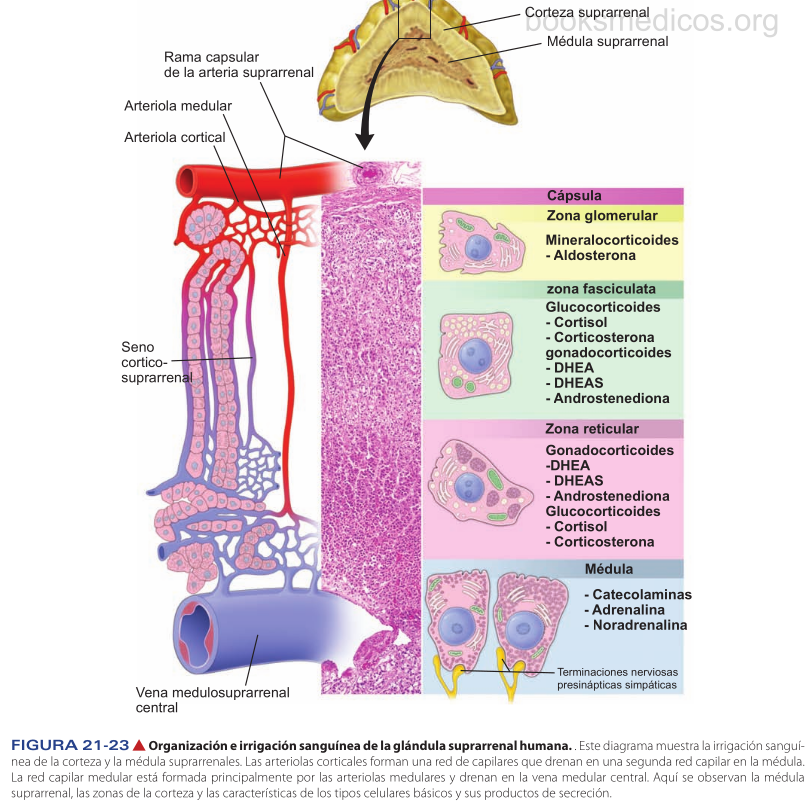 booksmedicos.org
Corteza suprarrenal
Médula suprarrenal
Rama capsular
de la arteria suprarrenal
Arteriola medular
Arteriola cortical
Seno
cortico-
suprarrenal
Vena medulosuprarrenal
central
Cápsula
Zona glomerular
Mineralocorticoides
- Aldosterona
zona fasciculata
Glucocorticoides
- Cortisol
- Corticosterona
gonadocorticoides
- DHEA
- DHEAS
- Androstenediona
Zona reticular
Gonadocorticoides
-DHEA
- DHEAS
- Androstenediona
Glucocorticoides
- Cortisol
- Corticosterona
Médula
- Catecolaminas
- Adrenalina
- Noradrenalina
Terminaciones nerviosas
presinápticas simpáticas
FIGURA 21-23 ▲ Organización e irrigación sanguínea de la glándula suprarrenal humana. . Este diagrama muestra la irrigación sanguí-
nea de la corteza y la médula suprarrenales. Las arteriolas corticales forman una red de capilares que drenan en una segunda red capilar en la médula.
La red capilar medular está formada principalmente por las arteriolas medulares y drenan en la vena medular central. Aquí se observan la médula
suprarrenal, las zonas de la corteza y las características de los tipos celulares básicos y sus productos de secreción.